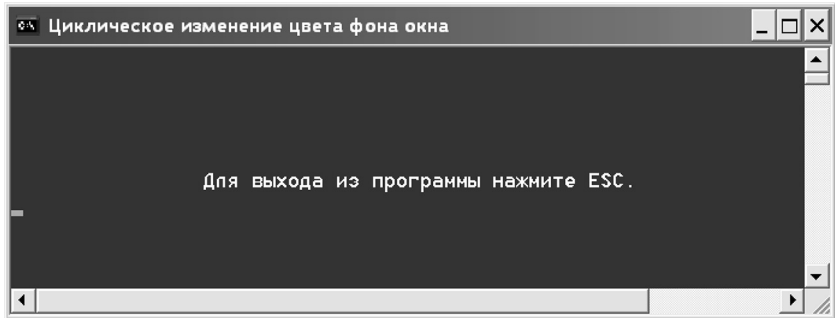 Циклическое изменение цвета фона окна
Для выхода из программы нажмите ESC.